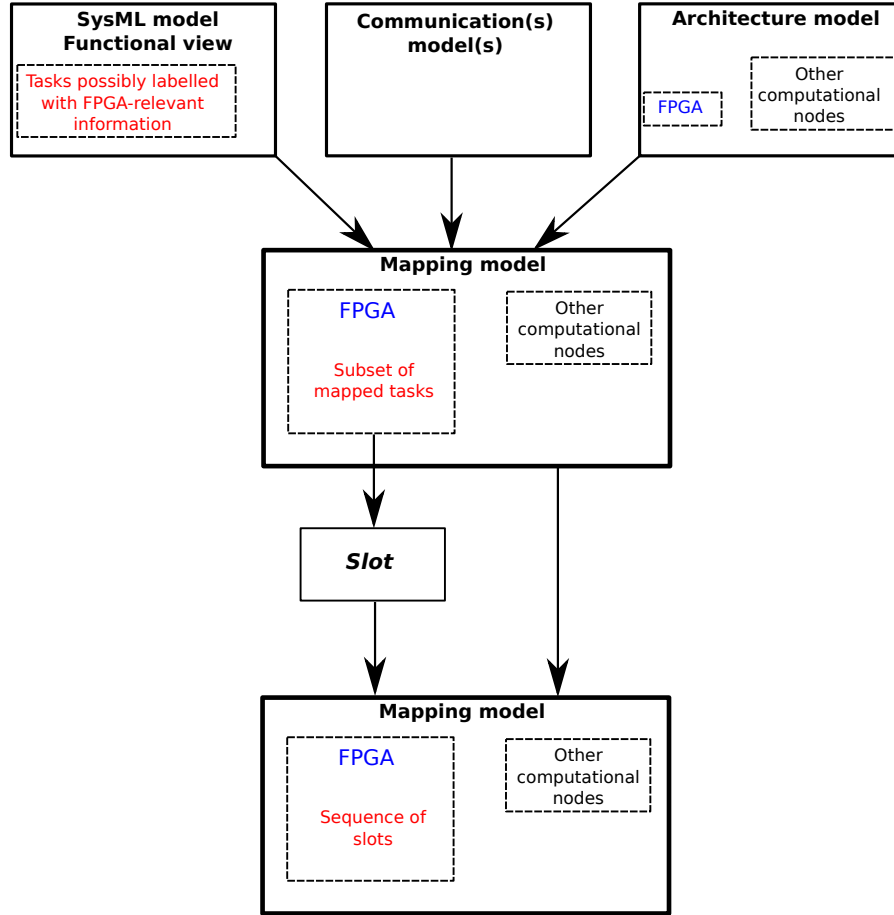 SysML model
Functional view
Tasks possibly labelled
with FPGA-relevant
information
Communication(s)
model(s)
Architecture model
FPGA
Other
computational
nodes
Mapping model
FPGA
Subset of
mapped tasks
Other
computational
nodes
Slot
Mapping model
FPGA
Sequence of
slots
Other
computational
nodes